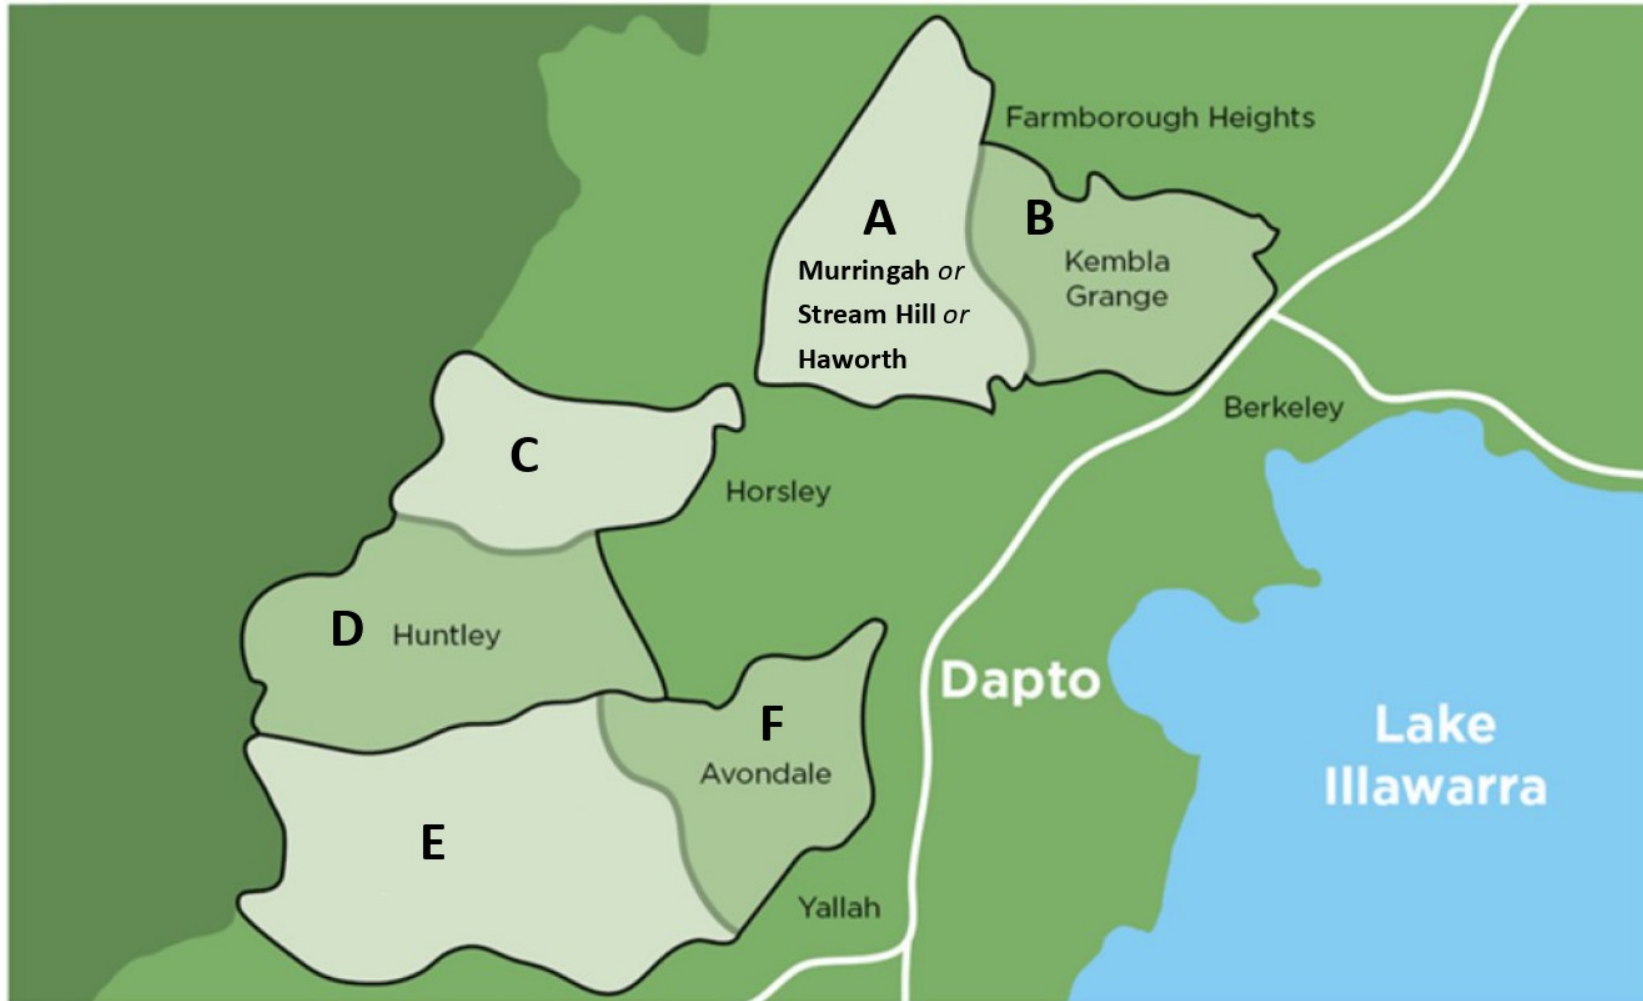 Farmborough Heights
A
B
Murringah or
Stream Hill or
Haworth
Kembla
Grange
Berkeley
C
Horsley
D
Huntley
Dapto
F
Avondale
Lake
Illawarra
E
Yallah